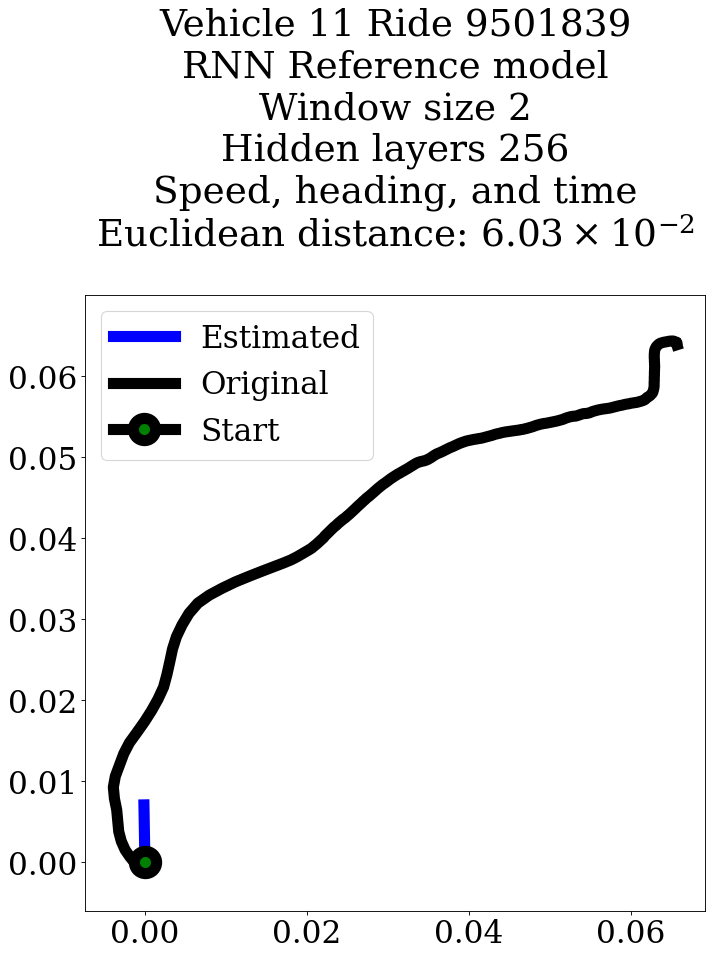 Vehicle 11 Ride 9501839
RNN Reference model
Window size 2
Hidden layers 256
Speed, heading, and time
Euclidean distance: 6.03 × 10⁻²
Estimated
Original
Start
0.06
0.05
0.04
0.03
0.02
0.01
0.00
0.00 0.02 0.04 0.06